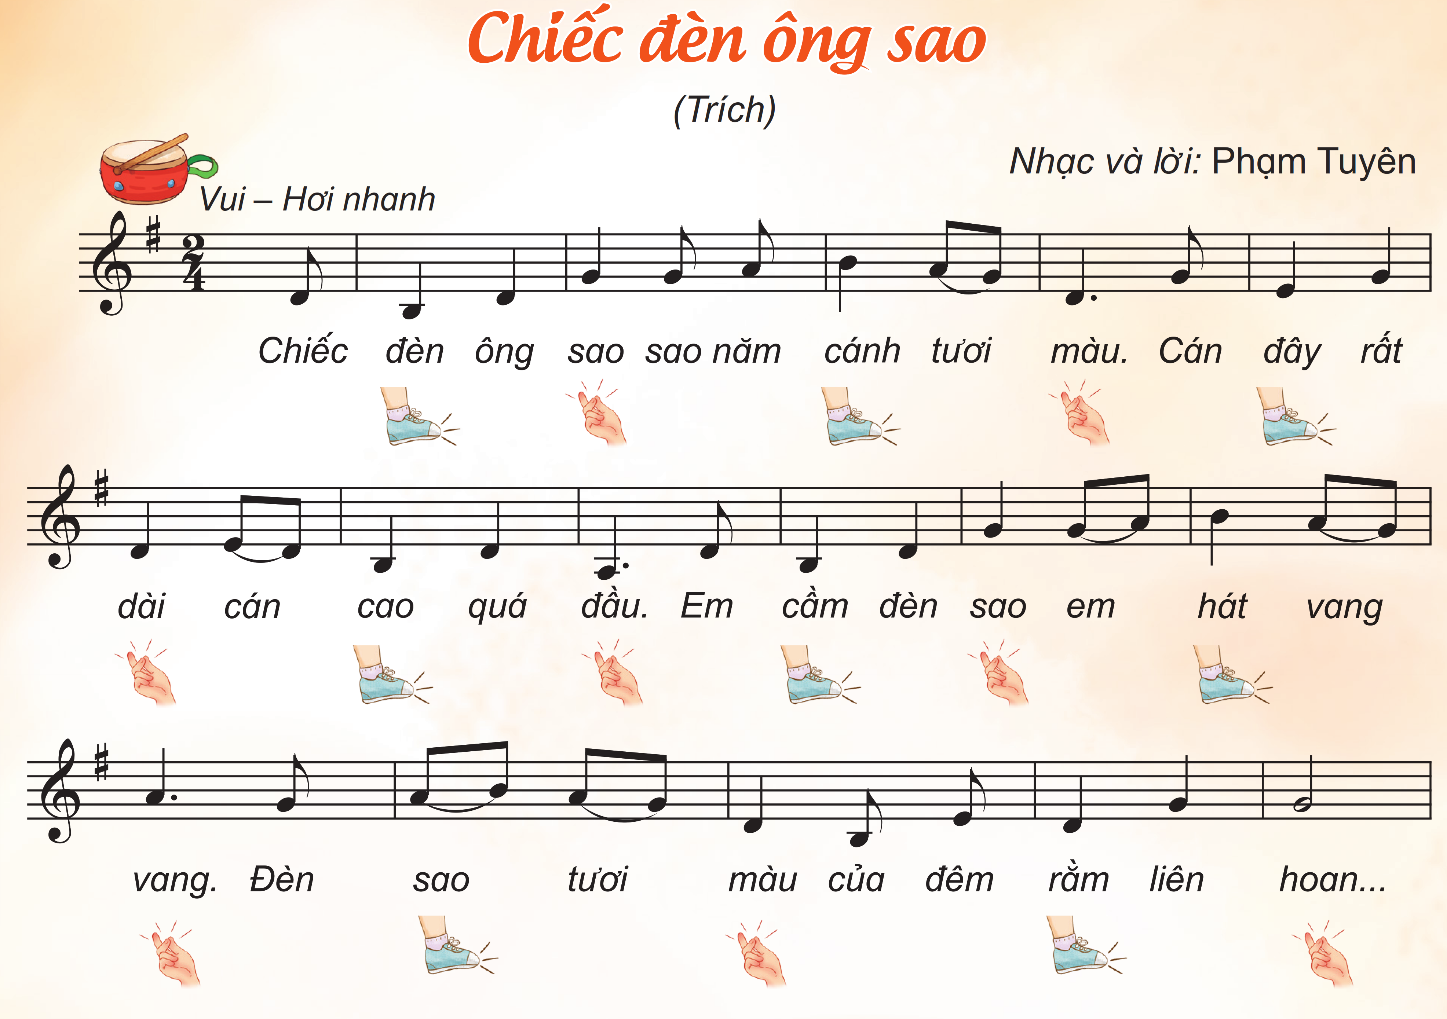 Chiếc đèn ông sao
(Trích)
Nhạc và lời: Phạm Tuyên
Vui – Hơi nhanh
2
4
Chiếc đèn ông sao sao năm cánh tươi màu. Cán đây rất
dài cán cao quá đầu. Em cầm đèn sao em hát vang
vang. Đèn sao tươi màu của đêm rằm liên hoan...